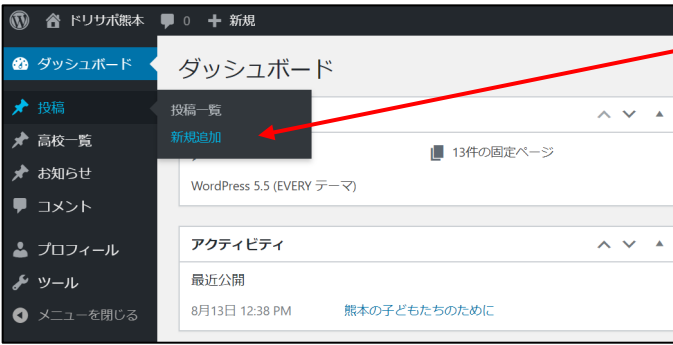 ドリサポ熊本 0 新規
ダッシュボード
ダッシュボード
投稿
投稿一覧
新規追加
高校一覧
お知らせ
コメント
プロフィール
ツール
メニューを閉じる
13件の固定ページ
WordPress 5.5 (EVERY テーマ)
アクティビティ
最近公開
8月13日 12:38 PM 熊本の子どもたちのために